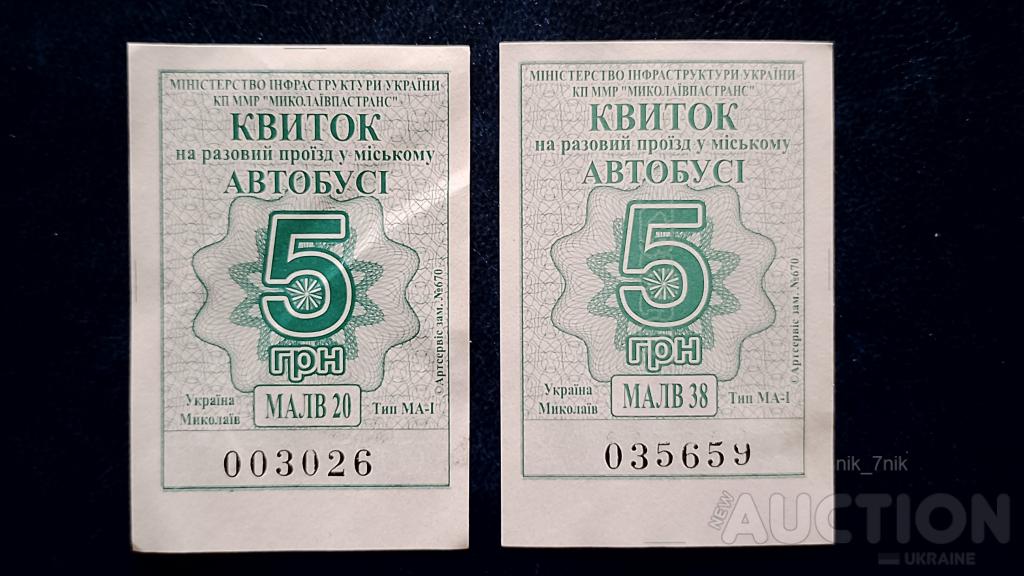 МІНІСТЕРСТВО ІНФРАСТРУКТУРИ УКРАЇНИ
КП ММР "МИКОЛАЇВПАСТРАНС"
КВИТОК
на разовий проїзд у міському
АВТОБУСІ
5
грн
©Артсервіс зам. №670
Україна
Миколаїв
МАЛВ 20
Тип МА-І
003026
МІНІСТЕРСТВО ІНФРАСТРУКТУРИ УКРАЇНИ
КП ММР "МИКОЛАЇВПАСТРАНС"
КВИТОК
на разовий проїзд у міському
АВТОБУСІ
5
грн
©Артсервіс зам. №670
Україна
Миколаїв
МАЛВ 38
Тип МА-І
035659
nik_7nik
NEW
AUCTION
UKRAINE